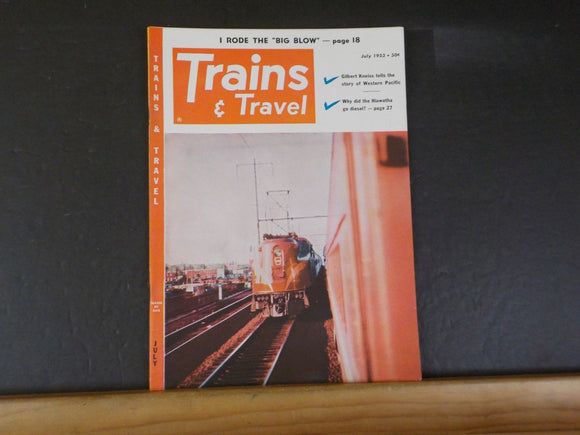 I RODE THE "BIG BLOW" — page 18
July 1953 • 50¢
Trains
& Travel
®
Gilbert Kneiss tells the
story of Western Pacific
Why did the Hiawatha
go diesel? — page 27
TRAINS & TRAVEL
JULY